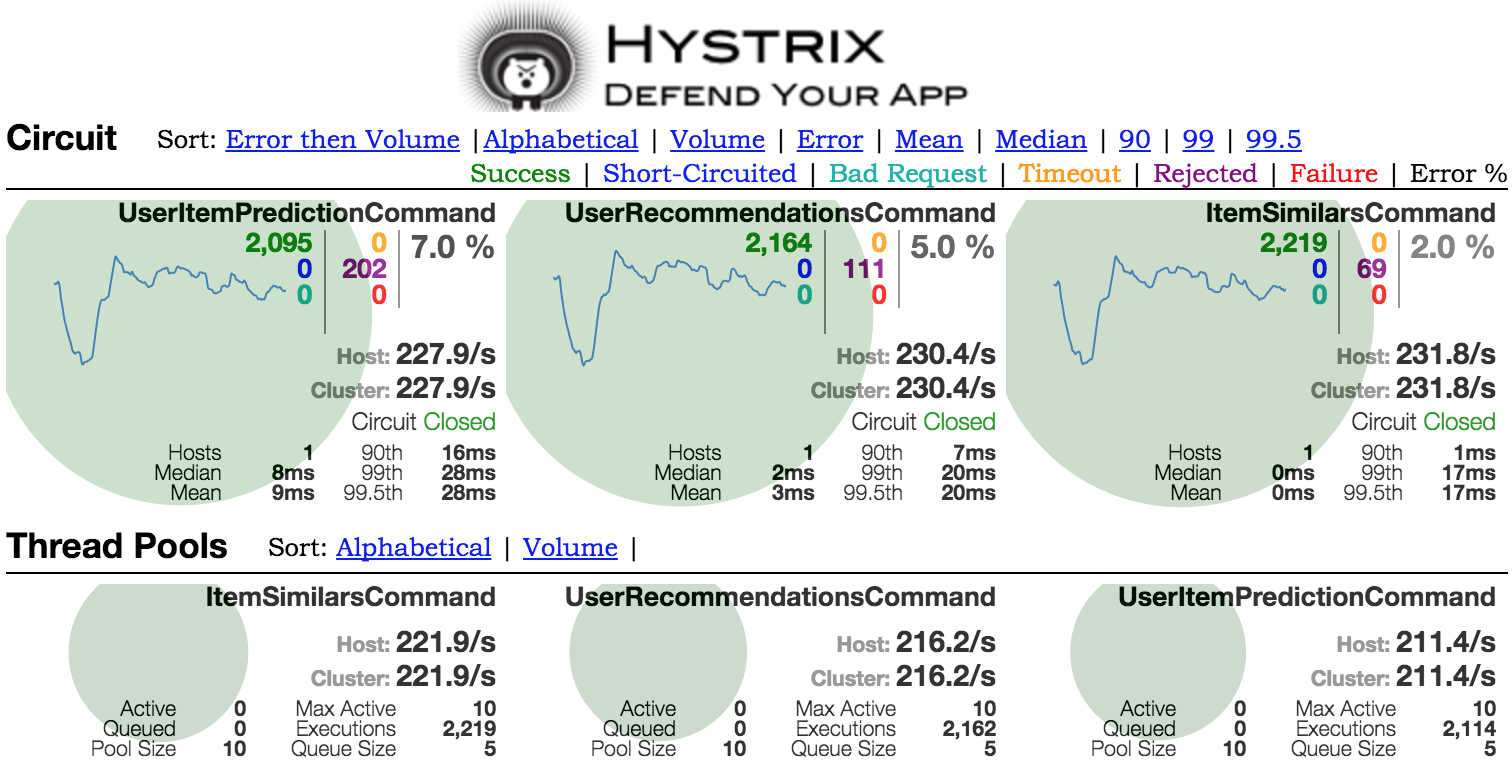 HYSTRIX
DEFEND YOUR APP
Circuit Sort: Error then Volume | Alphabetical | Volume | Error | Mean | Median | 90 | 99 | 99.5
Success | Short-Circuited | Bad Request | Timeout | Rejected | Failure | Error %
UserItemPredictionCommand UserRecommendationsCommand ItemSimilarsCommand
2,095 0 7.0 % 2,164 0 5.0 % 2,219 0 2.0 %
0 202 0 111 0 69
0 0 0 0 0 0
Host: 227.9/s Host: 230.4/s Host: 231.8/s
Cluster: 227.9/s Cluster: 230.4/s Cluster: 231.8/s
Circuit Closed Circuit Closed Circuit Closed
Hosts 1 90th 16ms Hosts 1 90th 7ms Hosts 1 90th 1ms
Median 8ms 99th 28ms Median 2ms 99th 20ms Median 0ms 99th 17ms
Mean 9ms 99.5th 28ms Mean 3ms 99.5th 20ms Mean 0ms 99.5th 17ms
Thread Pools Sort: Alphabetical | Volume |
ItemSimilarsCommand UserRecommendationsCommand UserItemPredictionCommand
Host: 221.9/s Host: 216.2/s Host: 211.4/s
Cluster: 221.9/s Cluster: 216.2/s Cluster: 211.4/s
Active 0 Max Active 10 Active 0 Max Active 10 Active 0 Max Active 10
Queued 0 Executions 2,219 Queued 0 Executions 2,162 Queued 0 Executions 2,114
Pool Size 10 Queue Size 5 Pool Size 10 Queue Size 5 Pool Size 10 Queue Size 5